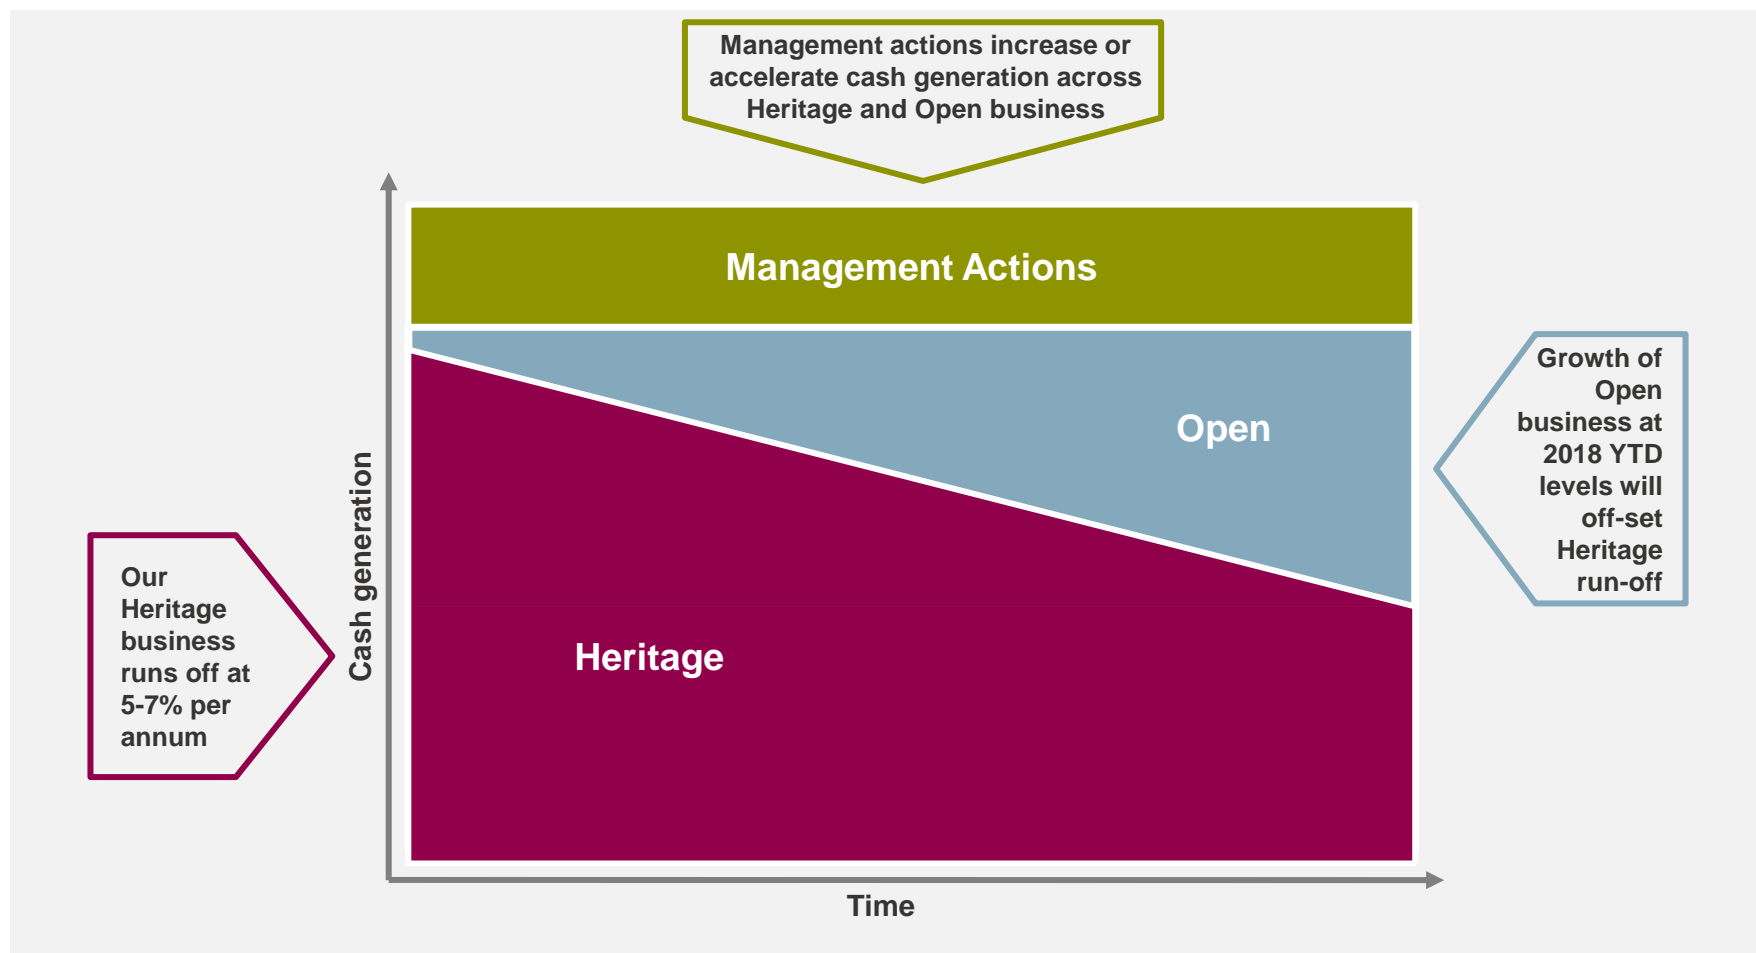 Management actions increase or
accelerate cash generation across
Heritage and Open business
Management Actions
Open
Heritage
Growth of
Open
business at
2018 YTD
levels will
off-set
Heritage
run-off
Our
Heritage
business
runs off at
5-7% per
annum
Cash generation
Time